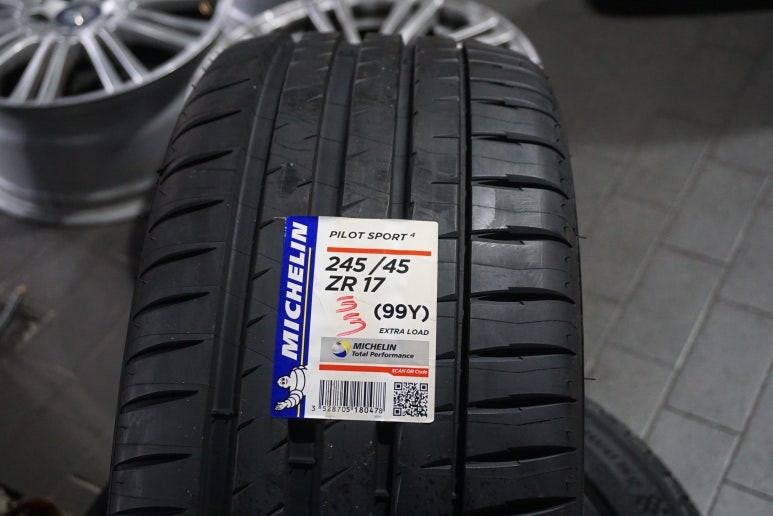 MICHELIN
PILOT SPORT 4
245/45
ZR 17
(99Y)
EXTRA LOAD
MICHELIN
Total Performance
SCAN QR Code
3 528705 180478